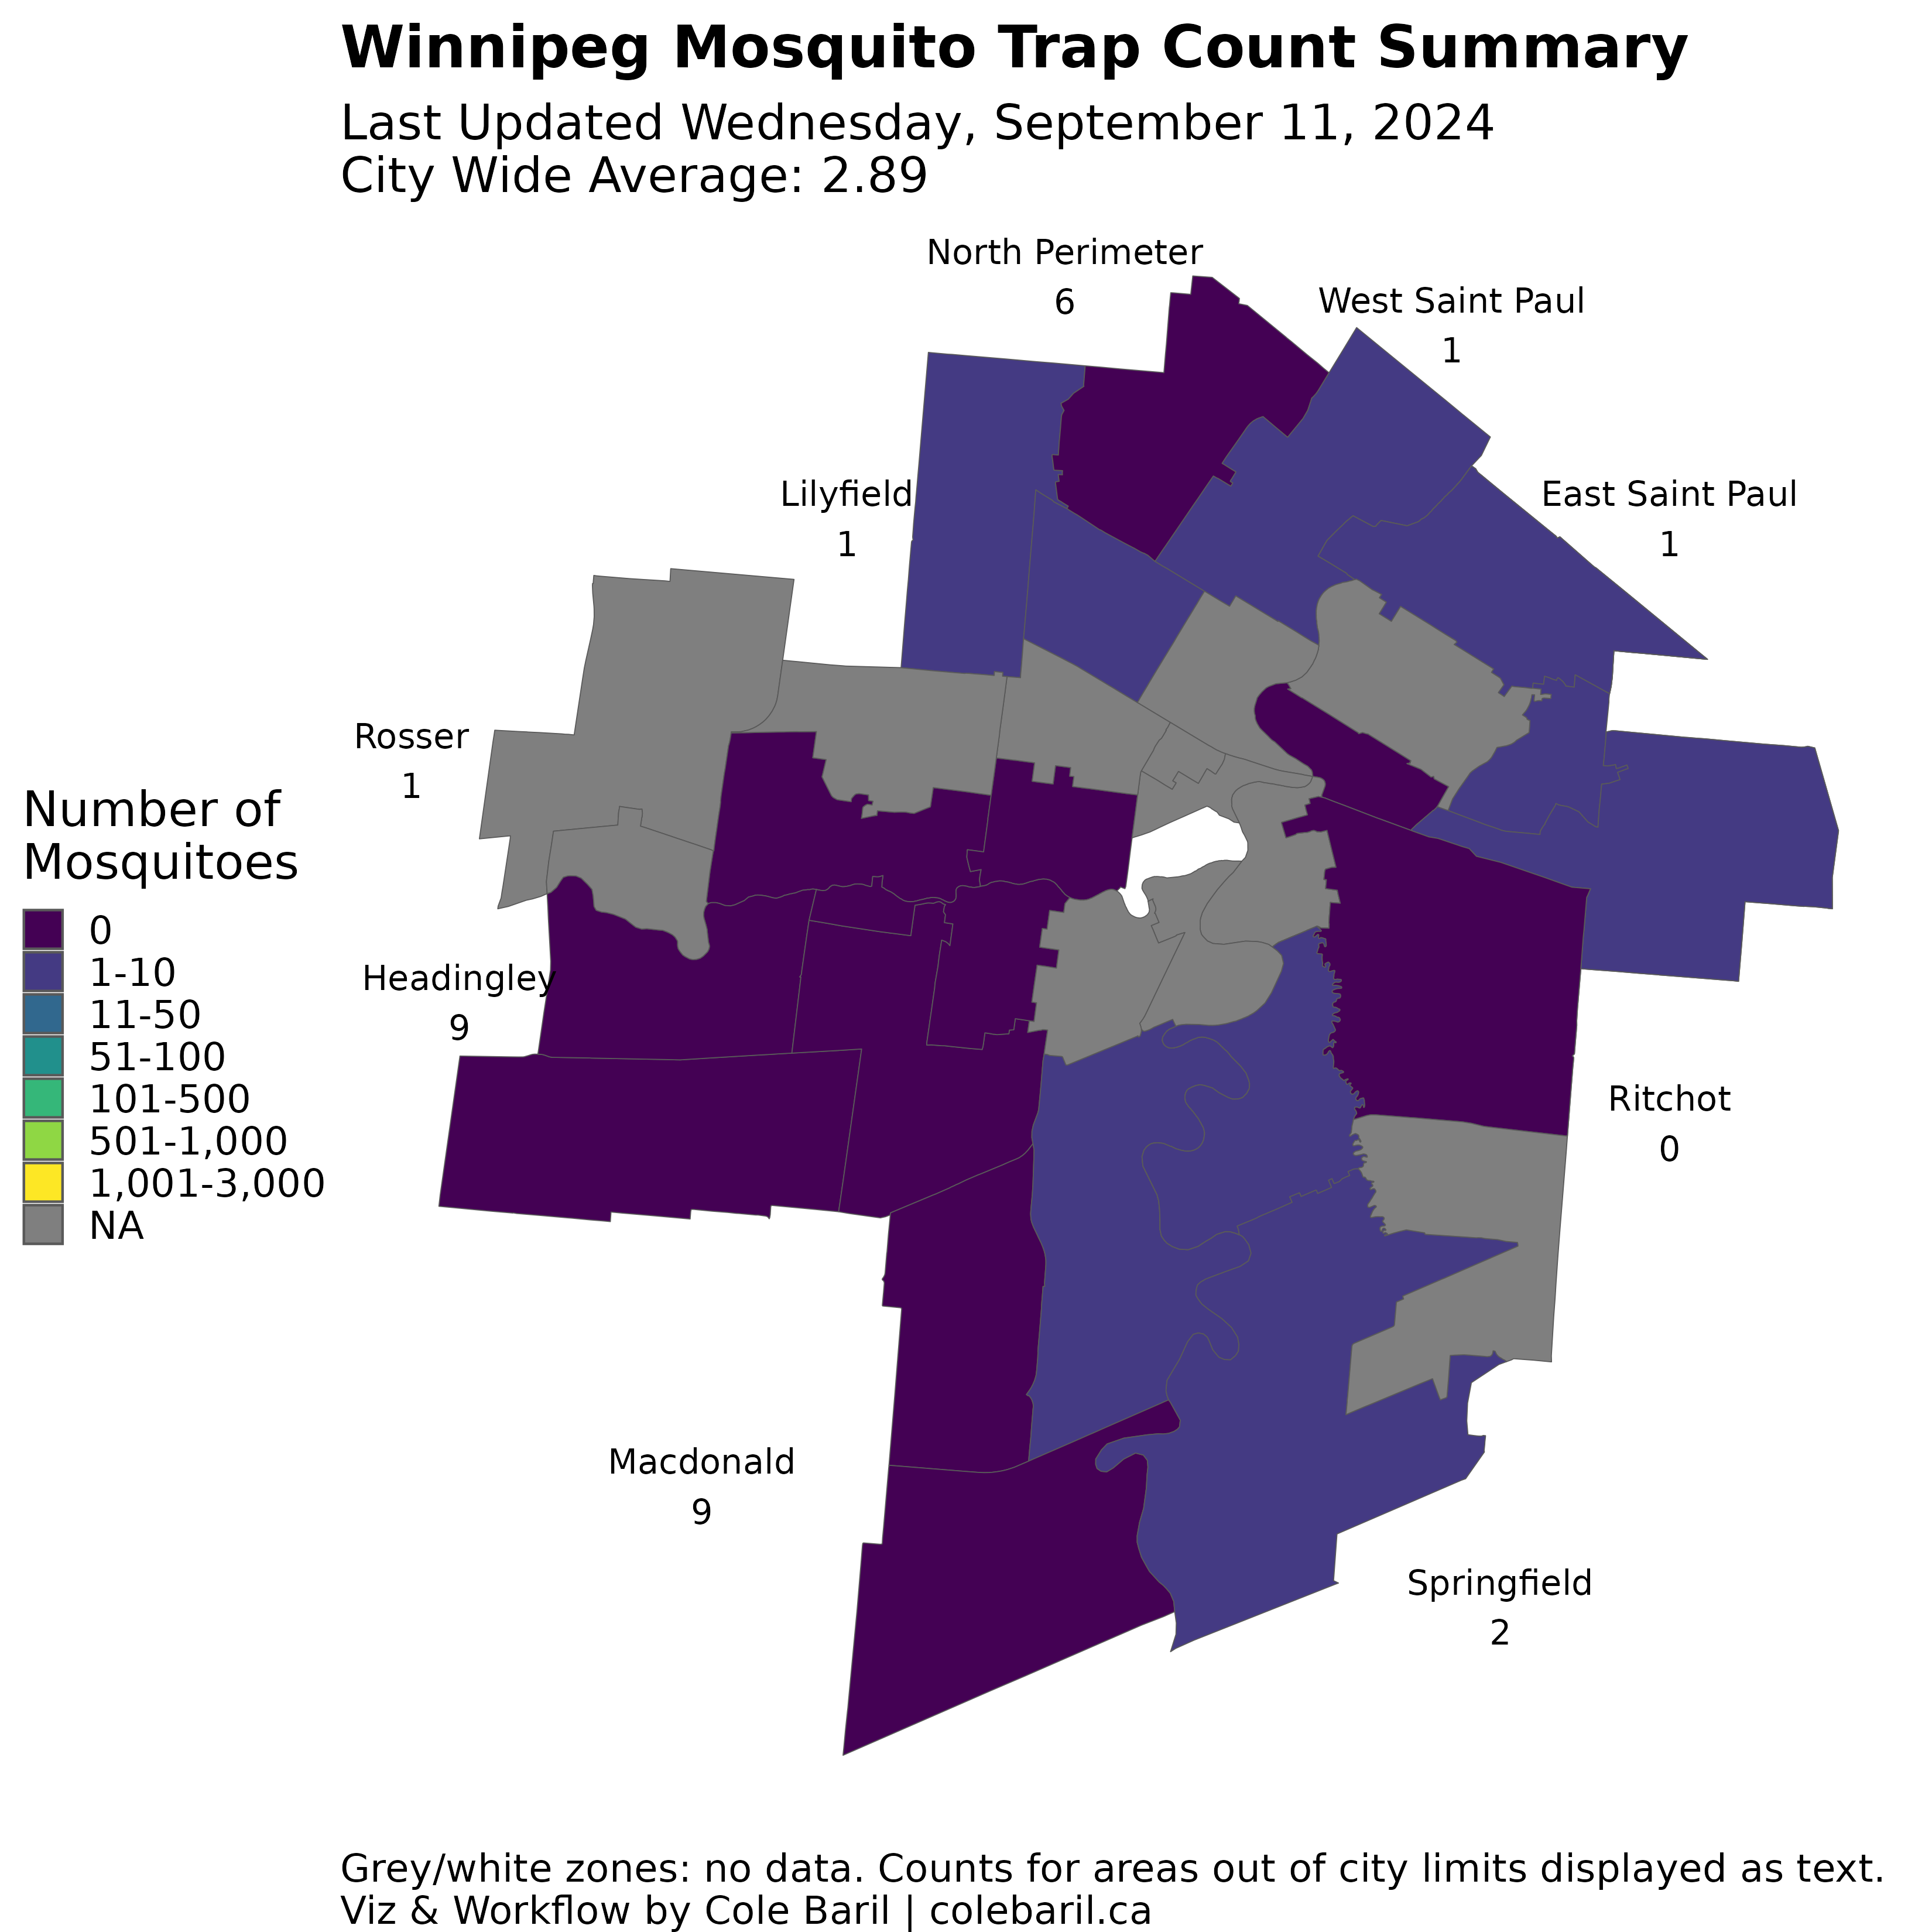 Winnipeg Mosquito Trap Count Summary
Last Updated Wednesday, September 11, 2024
City Wide Average: 2.89
North Perimeter
6
West Saint Paul
1
Lilyfield
1
East Saint Paul
1
Rosser
1
Headingley
9
Ritchot
0
Macdonald
9
Springfield
2
Number of
Mosquitoes
0
1-10
11-50
51-100
101-500
501-1,000
1,001-3,000
NA
Grey/white zones: no data. Counts for areas out of city limits displayed as text.
Viz & Workflow by Cole Baril | colebaril.ca